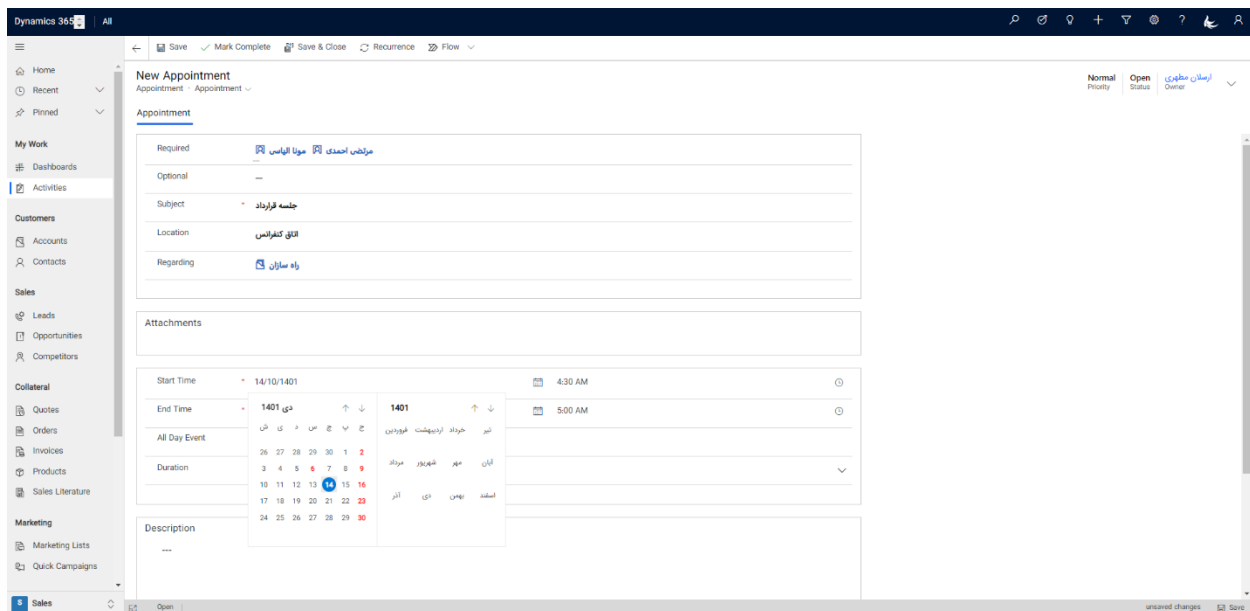 Dynamics 365 All
Save Mark Complete Save & Close Recurrence Flow
Home
Recent
Pinned
My Work
Dashboards
Activities
Customers
Accounts
Contacts
Sales
Leads
Opportunities
Competitors
Collateral
Quotes
Orders
Invoices
Products
Sales Literature
Marketing
Marketing Lists
Quick Campaigns
S Sales
New Appointment
Appointment · Appointment
Normal Open ارسلان مطهری
Priority Status Owner
Appointment
Required مونا الهاسی مرتضی احمدی
Optional ---
Subject * جلسه قرارداد
Location اتاق کنفرانس
Regarding راه سازان
Attachments
Start Time * 14/10/1401 4:30 AM
End Time * 5:00 AM
All Day Event
Duration
دی 1401
ش ی د س چ پ ج
26 27 28 29 30 1 2
3 4 5 6 7 8 9
10 11 12 13 14 15 16
17 18 19 20 21 22 23
24 25 26 27 28 29 30
1401
فروردین اردیبهشت خرداد تیر
مرداد شهریور مهر آبان
آذر دی بهمن اسفند
Description
---
Open unsaved changes Save